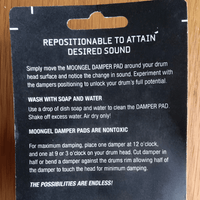 REPOSITIONABLE TO ATTAIN
DESIRED SOUND
Simply move the MOONGEL DAMPER PAD around your drum
head surface and notice the change in sound. Experiment with
the dampers positioning to unlock your drum's full potential.
WASH WITH SOAP AND WATER
Use a drop of dish soap and water to clean the DAMPER PAD
Shake off excess water. Air dry only!
MOONGEL DAMPER PADS ARE NONTOXIC
For maximum damping, place one damper at 12 o'clock,
and one at 9 or 3 o'clock on your drum head. Cut damper in
half or bend a damper against the drums rim allowing half of
the damper to touch the head for minimum damping.
THE POSSIBILITIES ARE ENDLESS!